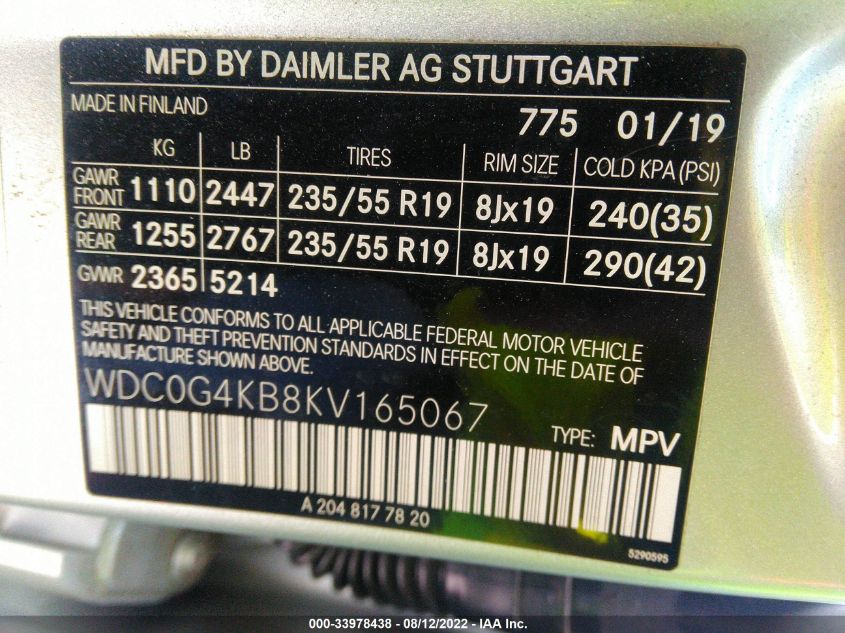 MFD BY DAIMLER AG STUTTGART
MADE IN FINLAND 775 01/19
KG LB TIRES RIM SIZE COLD KPA (PSI)
GAWR FRONT 1110 2447 235/55 R19 8Jx19 240(35)
GAWR REAR 1255 2767 235/55 R19 8Jx19 290(42)
GVWR 2365 5214
THIS VEHICLE CONFORMS TO ALL APPLICABLE FEDERAL MOTOR VEHICLE
SAFETY AND THEFT PREVENTION STANDARDS IN EFFECT ON THE DATE OF
MANUFACTURE SHOWN ABOVE.
WDC0G4KB8KV165067
TYPE: MPV
A 204 817 78 20
5290595
000-33978438 - 08/12/2022 - IAA Inc.